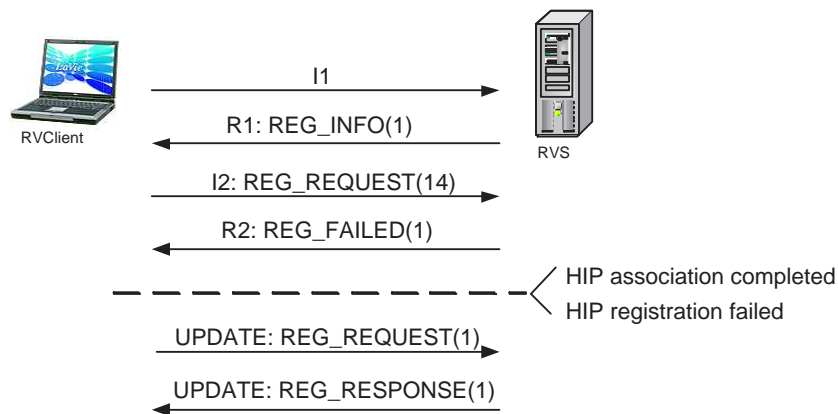 I1
R1: REG_INFO(1)
RVClient
RVS
I2: REG_REQUEST(14)
R2: REG_FAILED(1)
HIP association completed
HIP registration failed
UPDATE: REG_REQUEST(1)
UPDATE: REG_RESPONSE(1)
LaVie